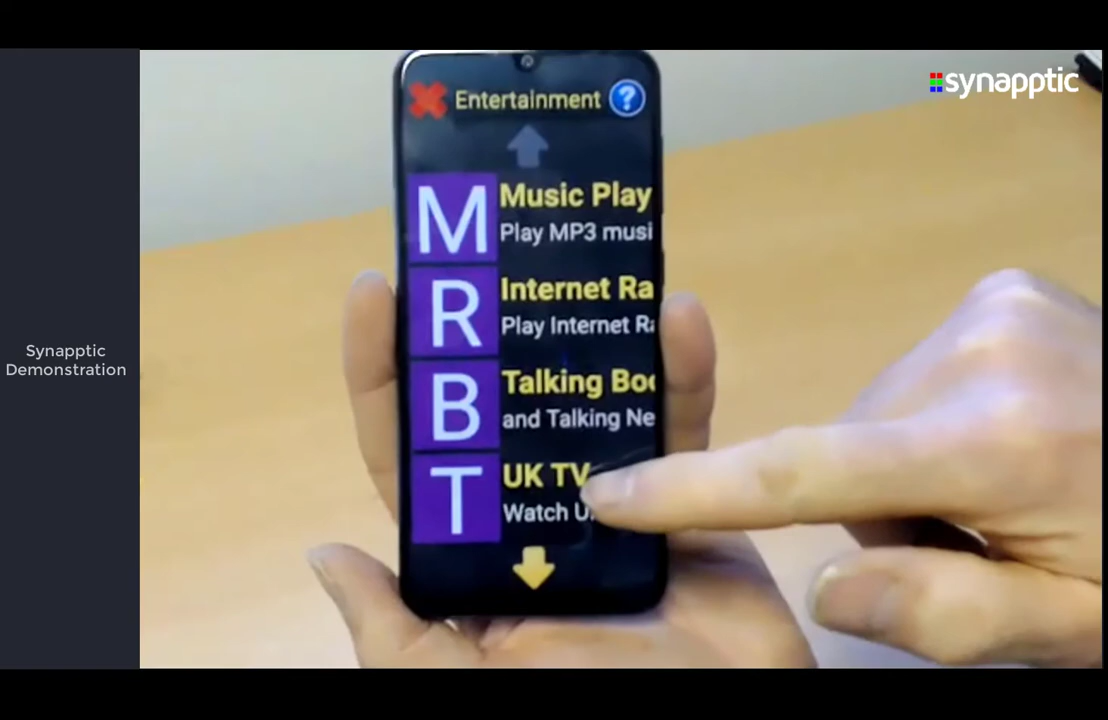 synapptic
Synapptic
Demonstration
Entertainment
?
M
Music Play
Play MP3 musi
R
Internet Ra
Play Internet Ra
B
Talking Boo
and Talking Ne
T
UK TV
Watch U